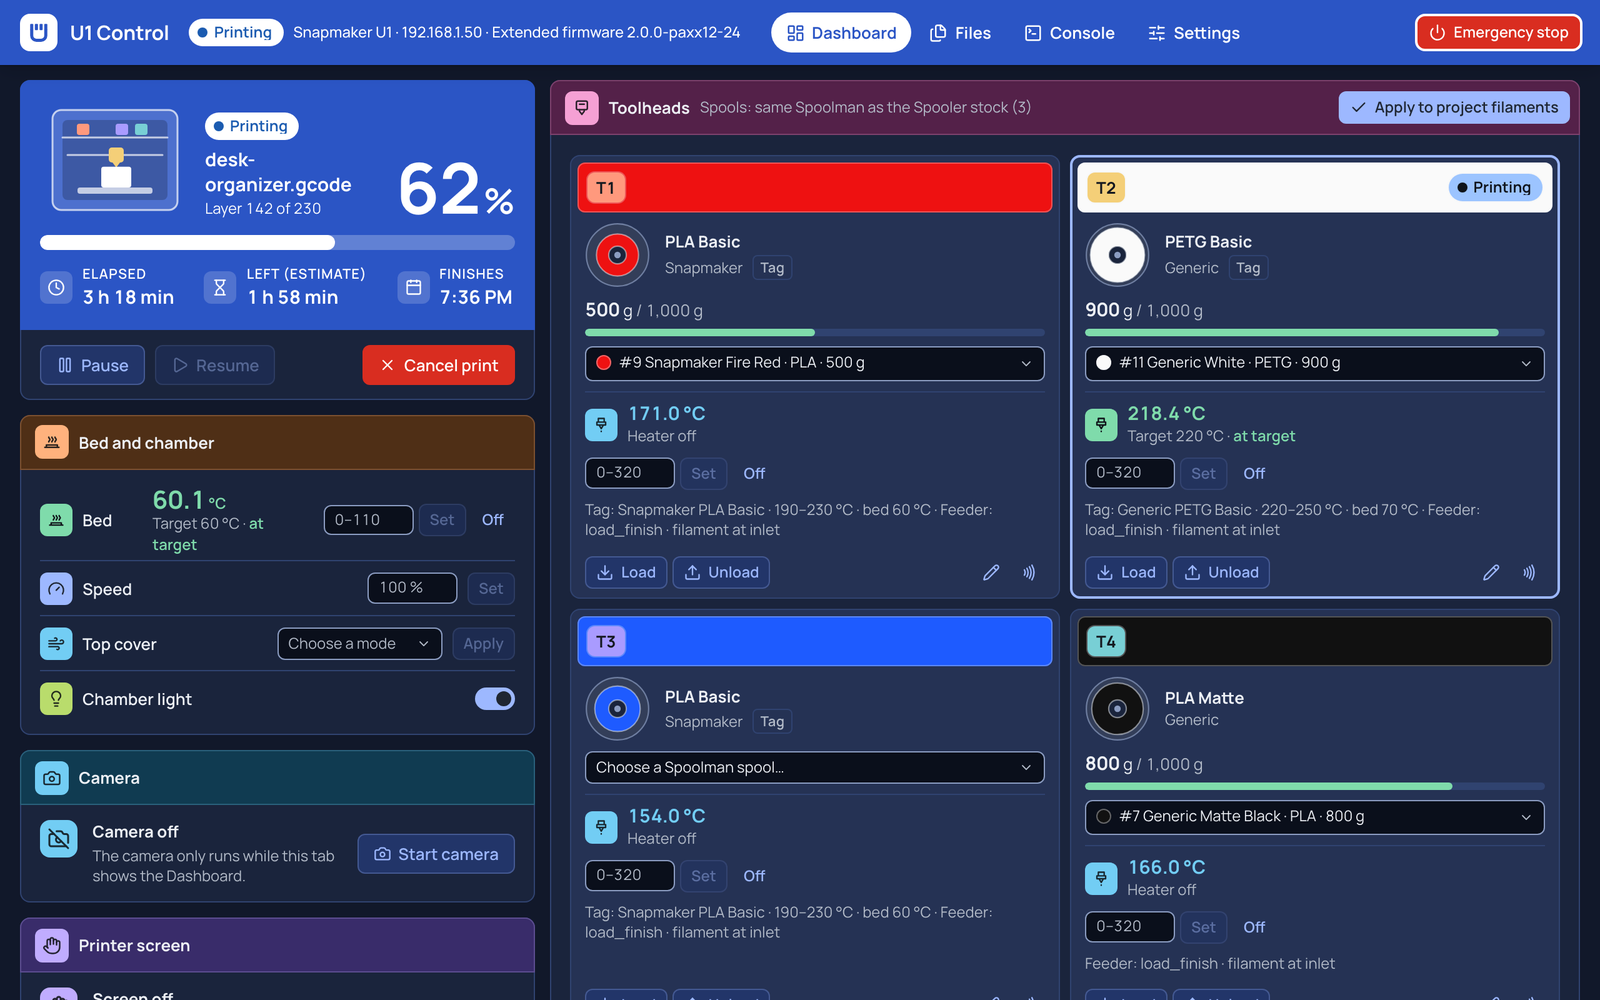 U1 Control
Printing
Snapmaker U1 · 192.168.1.50 · Extended firmware 2.0.0-paxx12-24
Dashboard
Files
Console
Settings
Emergency stop
Printing
desk-
organizer.gcode
Layer 142 of 230
62%
ELAPSED
3 h 18 min
LEFT (ESTIMATE)
1 h 58 min
FINISHES
7:36 PM
Pause
Resume
Cancel print
Bed and chamber
Bed
60.1 °C
Target 60 °C · at
target
0–110
Set
Off
Speed
100 %
Set
Top cover
Choose a mode
Apply
Chamber light
Camera
Camera off
The camera only runs while this tab
shows the Dashboard.
Start camera
Printer screen
Screen off
Toolheads
Spools: same Spoolman as the Spooler stock (3)
Apply to project filaments
T1
PLA Basic
Snapmaker
Tag
500 g / 1,000 g
#9 Snapmaker Fire Red · PLA · 500 g
171.0 °C
Heater off
0–320
Set
Off
Tag: Snapmaker PLA Basic · 190–230 °C · bed 60 °C · Feeder:
load_finish · filament at inlet
Load
Unload
T2
Printing
PETG Basic
Generic
Tag
900 g / 1,000 g
#11 Generic White · PETG · 900 g
218.4 °C
Target 220 °C · at target
0–320
Set
Off
Tag: Generic PETG Basic · 220–250 °C · bed 70 °C · Feeder:
load_finish · filament at inlet
Load
Unload
T3
PLA Basic
Snapmaker
Tag
Choose a Spoolman spool…
154.0 °C
Heater off
0–320
Set
Off
Tag: Snapmaker PLA Basic · 190–230 °C · bed 60 °C · Feeder:
load_finish · filament at inlet
T4
PLA Matte
Generic
800 g / 1,000 g
#7 Generic Matte Black · PLA · 800 g
166.0 °C
Heater off
0–320
Set
Off
Feeder: load_finish · filament at inlet